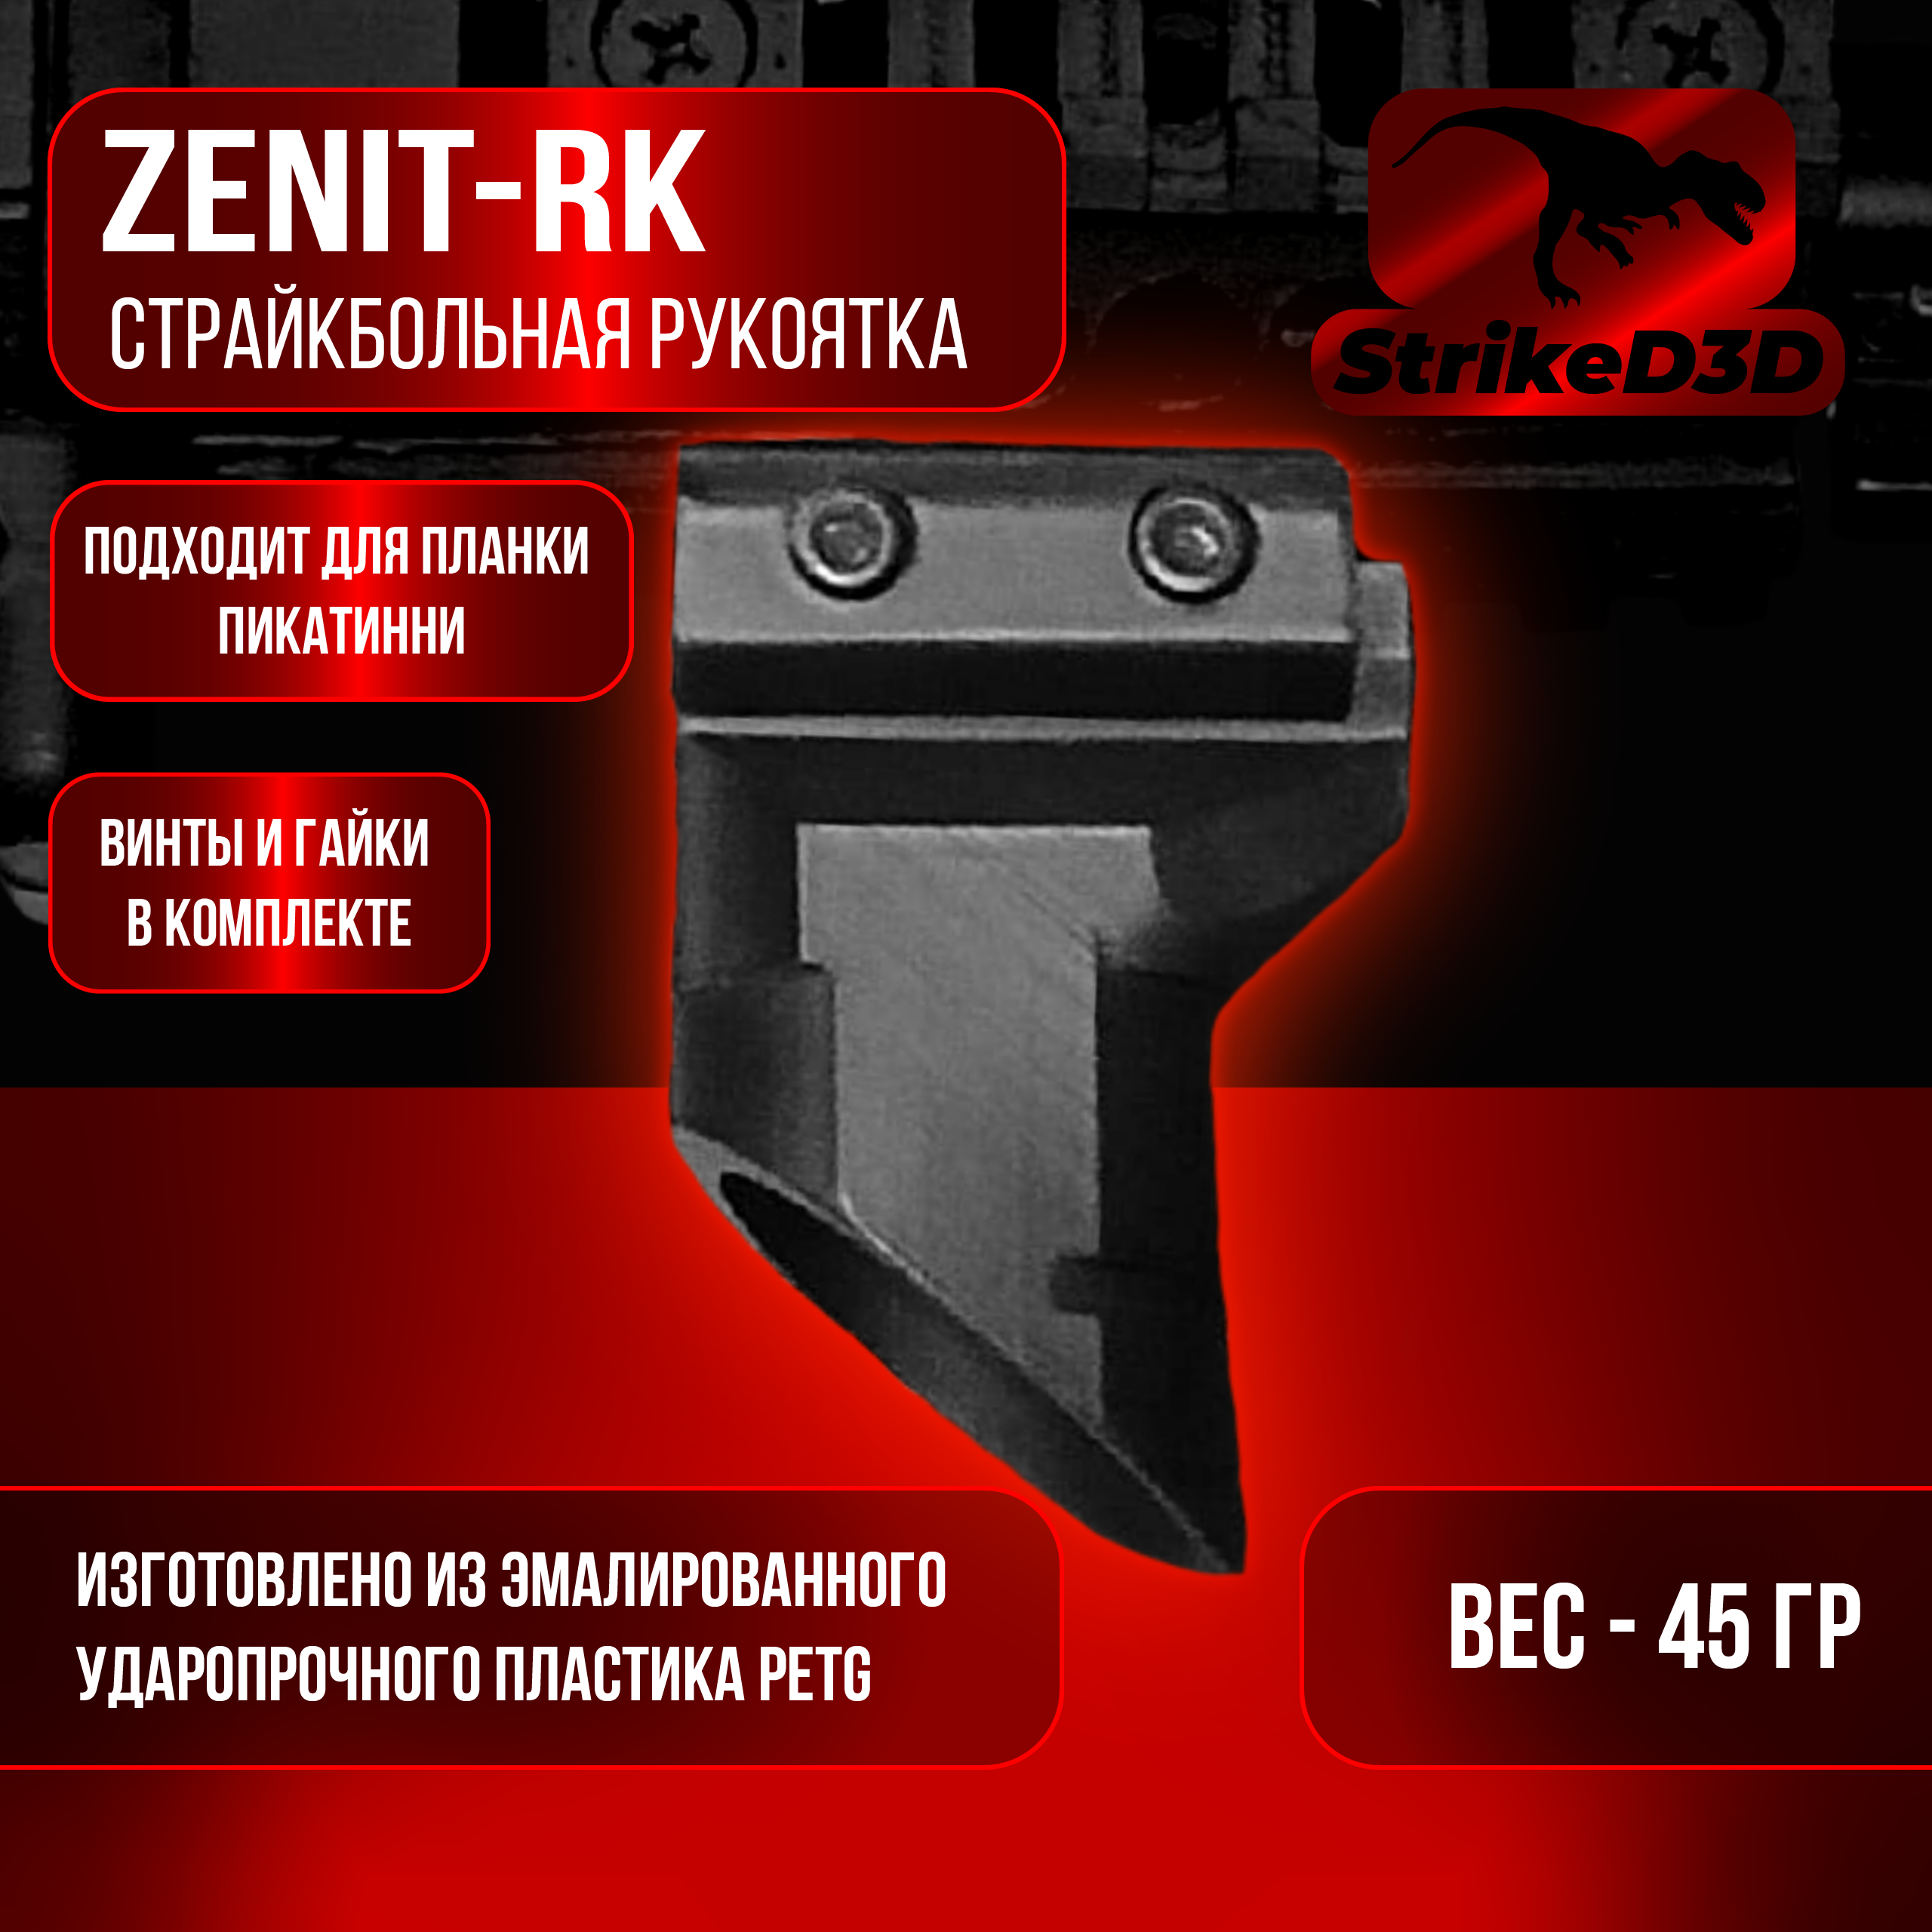 ZENIT-RK
СТРАЙКБОЛЬНАЯ РУКОЯТКА
StrikeD3D
ПОДХОДИТ ДЛЯ ПЛАНКИ
ПИКАТИННИ
ВИНТЫ И ГАЙКИ
В КОМПЛЕКТЕ
ИЗГОТОВЛЕНО ИЗ ЭМАЛИРОВАННОГО
УДАРОПРОЧНОГО ПЛАСТИКА PETG
ВЕС - 45 ГР